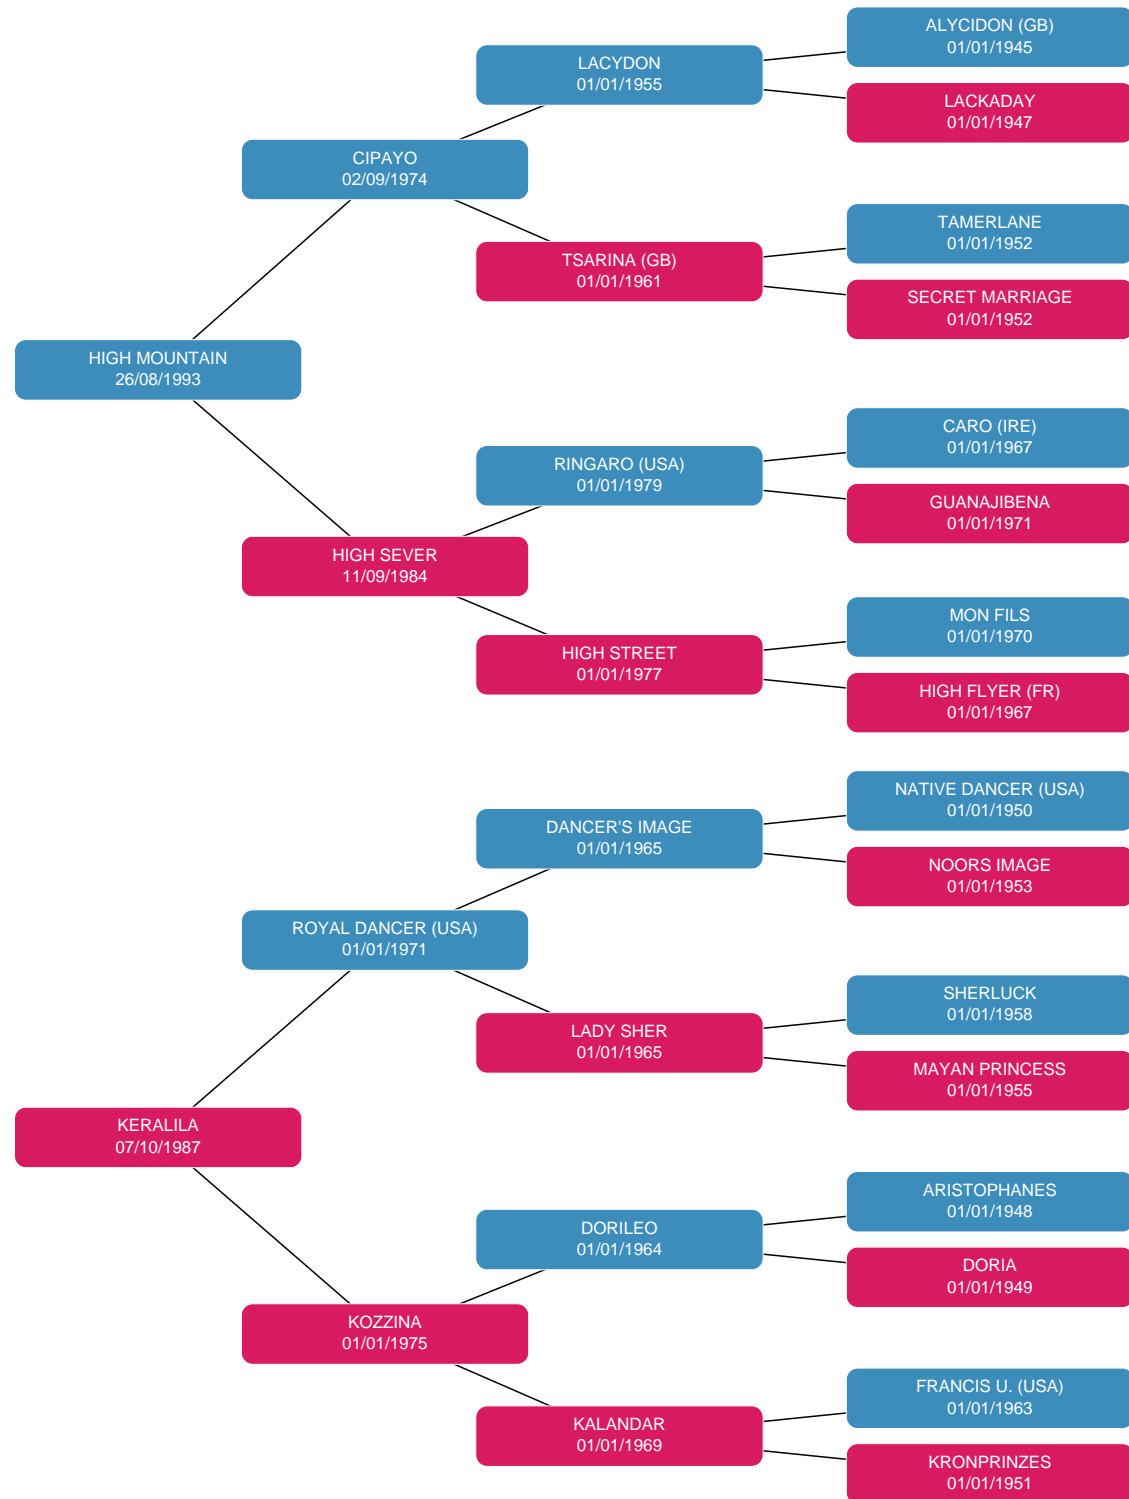 ALYCIDON (GB)
01/01/1945
LACYDON
01/01/1955
LACKADAY
01/01/1947
CIPAYO
02/09/1974
TAMERLANE
01/01/1952
TSARINA (GB)
01/01/1961
SECRET MARRIAGE
01/01/1952
HIGH MOUNTAIN
26/08/1993
CARO (IRE)
01/01/1967
RINGARO (USA)
01/01/1979
GUANAJIBENA
01/01/1971
HIGH SEVER
11/09/1984
MON FILS
01/01/1970
HIGH STREET
01/01/1977
HIGH FLYER (FR)
01/01/1967
NATIVE DANCER (USA)
01/01/1950
DANCER'S IMAGE
01/01/1965
NOORS IMAGE
01/01/1953
ROYAL DANCER (USA)
01/01/1971
SHERLUCK
01/01/1958
LADY SHER
01/01/1965
MAYAN PRINCESS
01/01/1955
KERALILA
07/10/1987
ARISTOPHANES
01/01/1948
DORILEO
01/01/1964
DORIA
01/01/1949
KOZZINA
01/01/1975
FRANCIS U. (USA)
01/01/1963
KALANDAR
01/01/1969
KRONPRINZES
01/01/1951